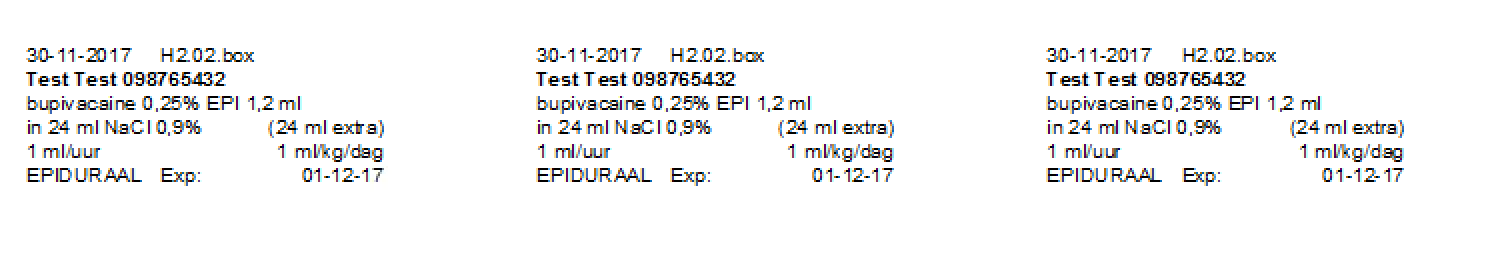 30-11-2017 H2.02.box
Test Test 098765432
bupivacaine 0,25% EPI 1,2 ml
in 24 ml NaCl 0,9% (24 ml extra)
1 ml/uur 1 ml/kg/dag
EPIDURAAL Exp: 01-12-17
30-11-2017 H2.02.box
Test Test 098765432
bupivacaine 0,25% EPI 1,2 ml
in 24 ml NaCl 0,9% (24 ml extra)
1 ml/uur 1 ml/kg/dag
EPIDURAAL Exp: 01-12-17
30-11-2017 H2.02.box
Test Test 098765432
bupivacaine 0,25% EPI 1,2 ml
in 24 ml NaCl 0,9% (24 ml extra)
1 ml/uur 1 ml/kg/dag
EPIDURAAL Exp: 01-12-17